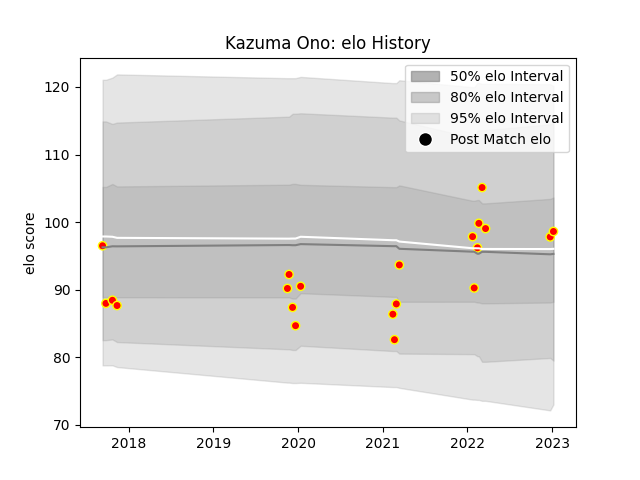 Kazuma Ono: elo History
50% elo Interval
80% elo Interval
95% elo Interval
Post Match elo
elo score
120
110
100
90
80
70
2018 2019 2020 2021 2022 2023